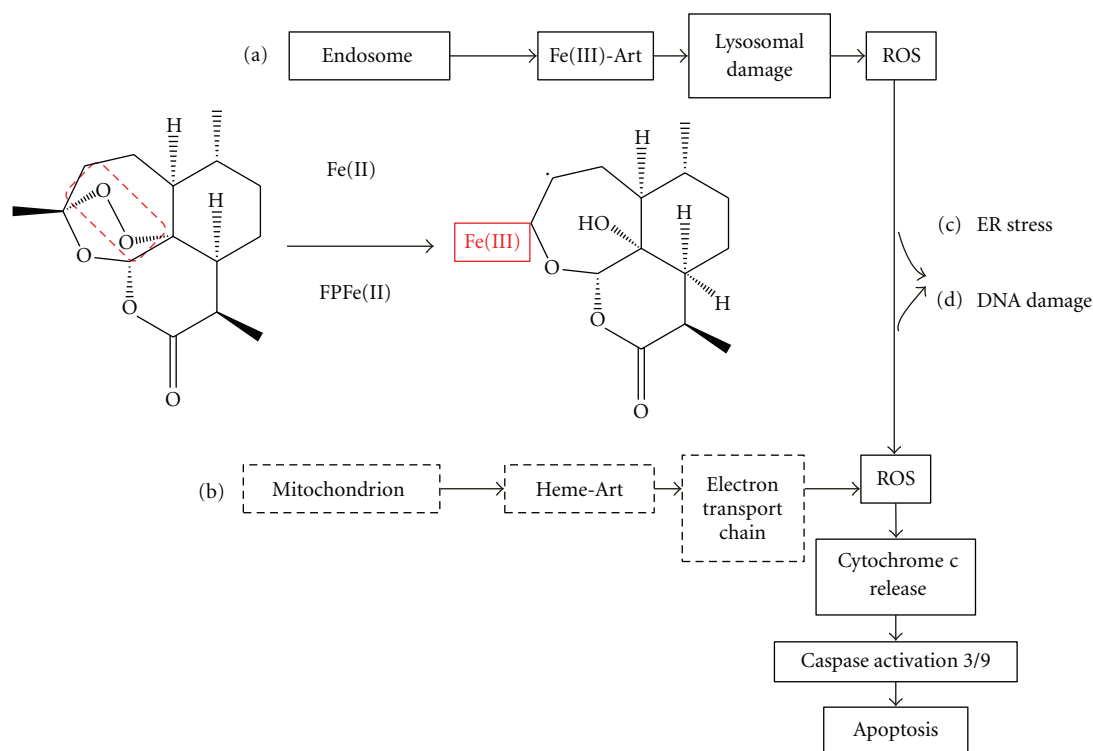 (a)
Endosome
Fe(III)-Art
Lysosomal
damage
ROS
H
H
O
O
O
O
O
Fe(II)
FPFe(II)
H
H
HO
Fe(III)
O
H
O
O
(c) ER stress
(d) DNA damage
(b)
Mitochondrion
Heme-Art
Electron
transport
chain
ROS
Cytochrome c
release
Caspase activation 3/9
Apoptosis